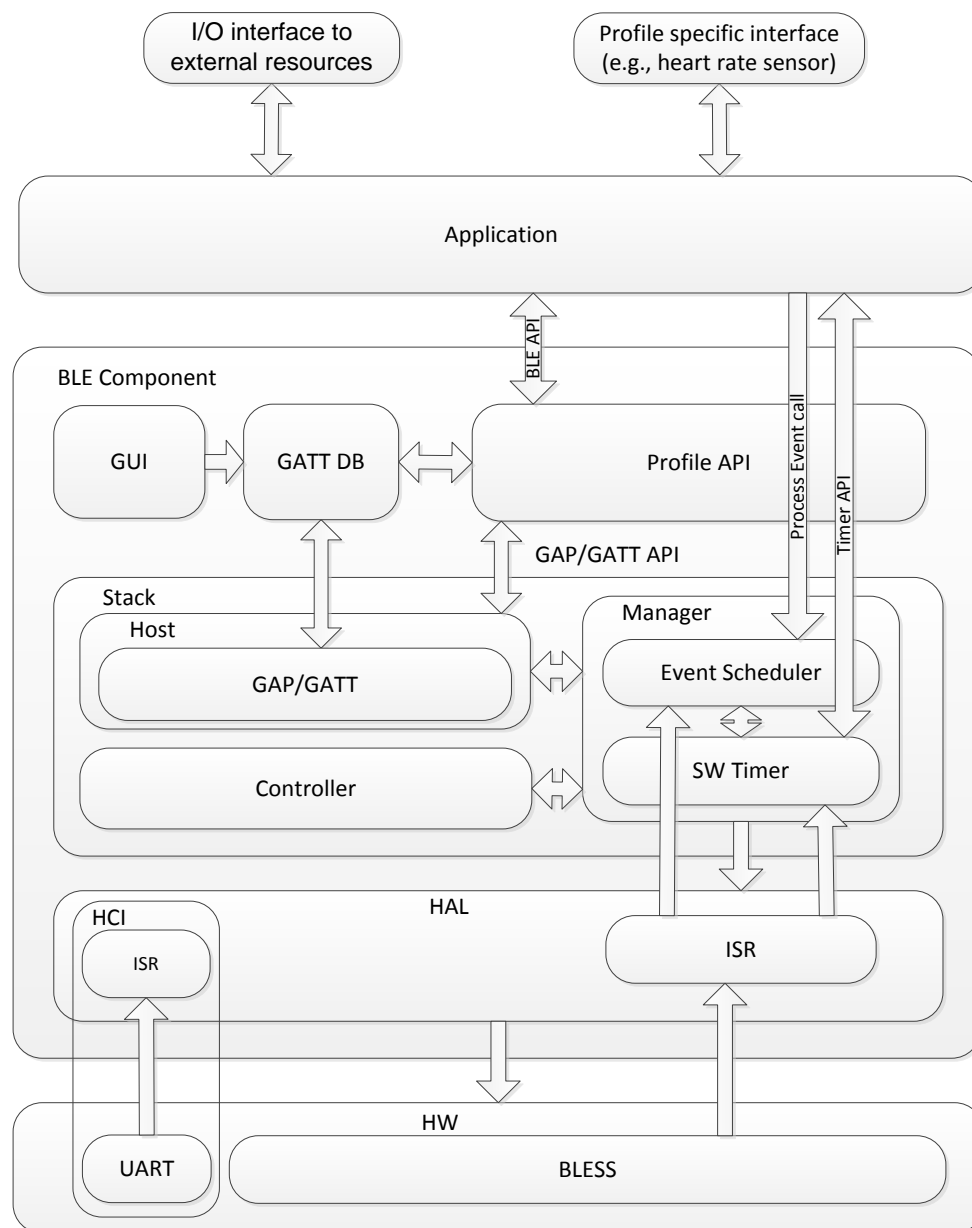 I/O interface to
external resources
Profile specific interface
(e.g., heart rate sensor)
Application
BLE API
Process Event call
Timer API
BLE Component
GUI
GATT DB
Profile API
GAP/GATT API
Stack
Host
GAP/GATT
Manager
Event Scheduler
SW Timer
Controller
HAL
HCI
ISR
ISR
HW
UART
BLESS